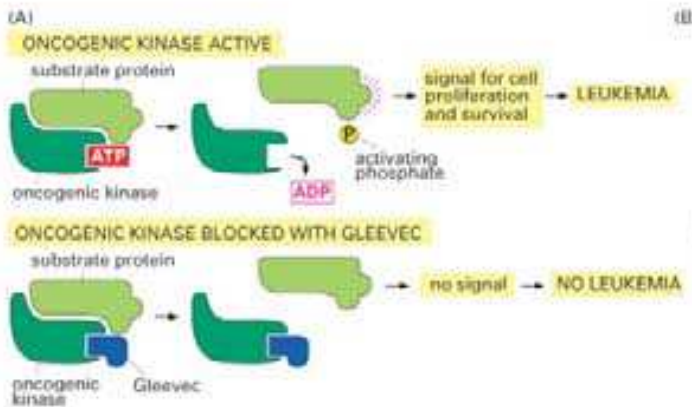 (A)
(B)
ONCOGENIC KINASE ACTIVE
substrate protein
ATP
oncogenic kinase
ADP
P
activating
phosphate
signal for cell
proliferation
and survival
LEUKEMIA
ONCOGENIC KINASE BLOCKED WITH GLEEVEC
substrate protein
oncogenic
kinase
Gleevec
no signal
NO LEUKEMIA